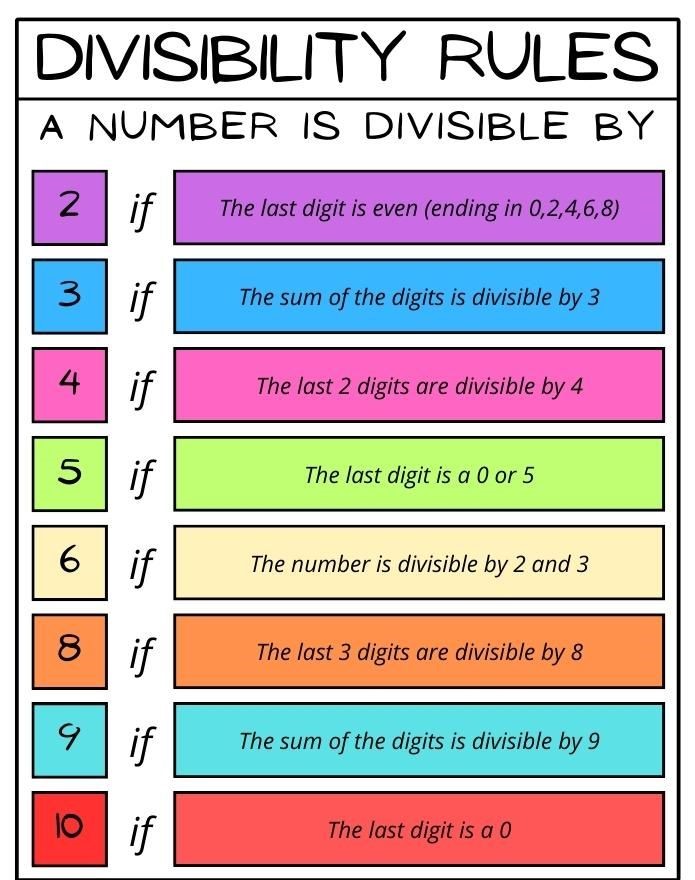 DIVISIBILITY RULES
A NUMBER IS DIVISIBLE BY
2 if The last digit is even (ending in 0,2,4,6,8)
3 if The sum of the digits is divisible by 3
4 if The last 2 digits are divisible by 4
5 if The last digit is a 0 or 5
6 if The number is divisible by 2 and 3
8 if The last 3 digits are divisible by 8
9 if The sum of the digits is divisible by 9
10 if The last digit is a 0